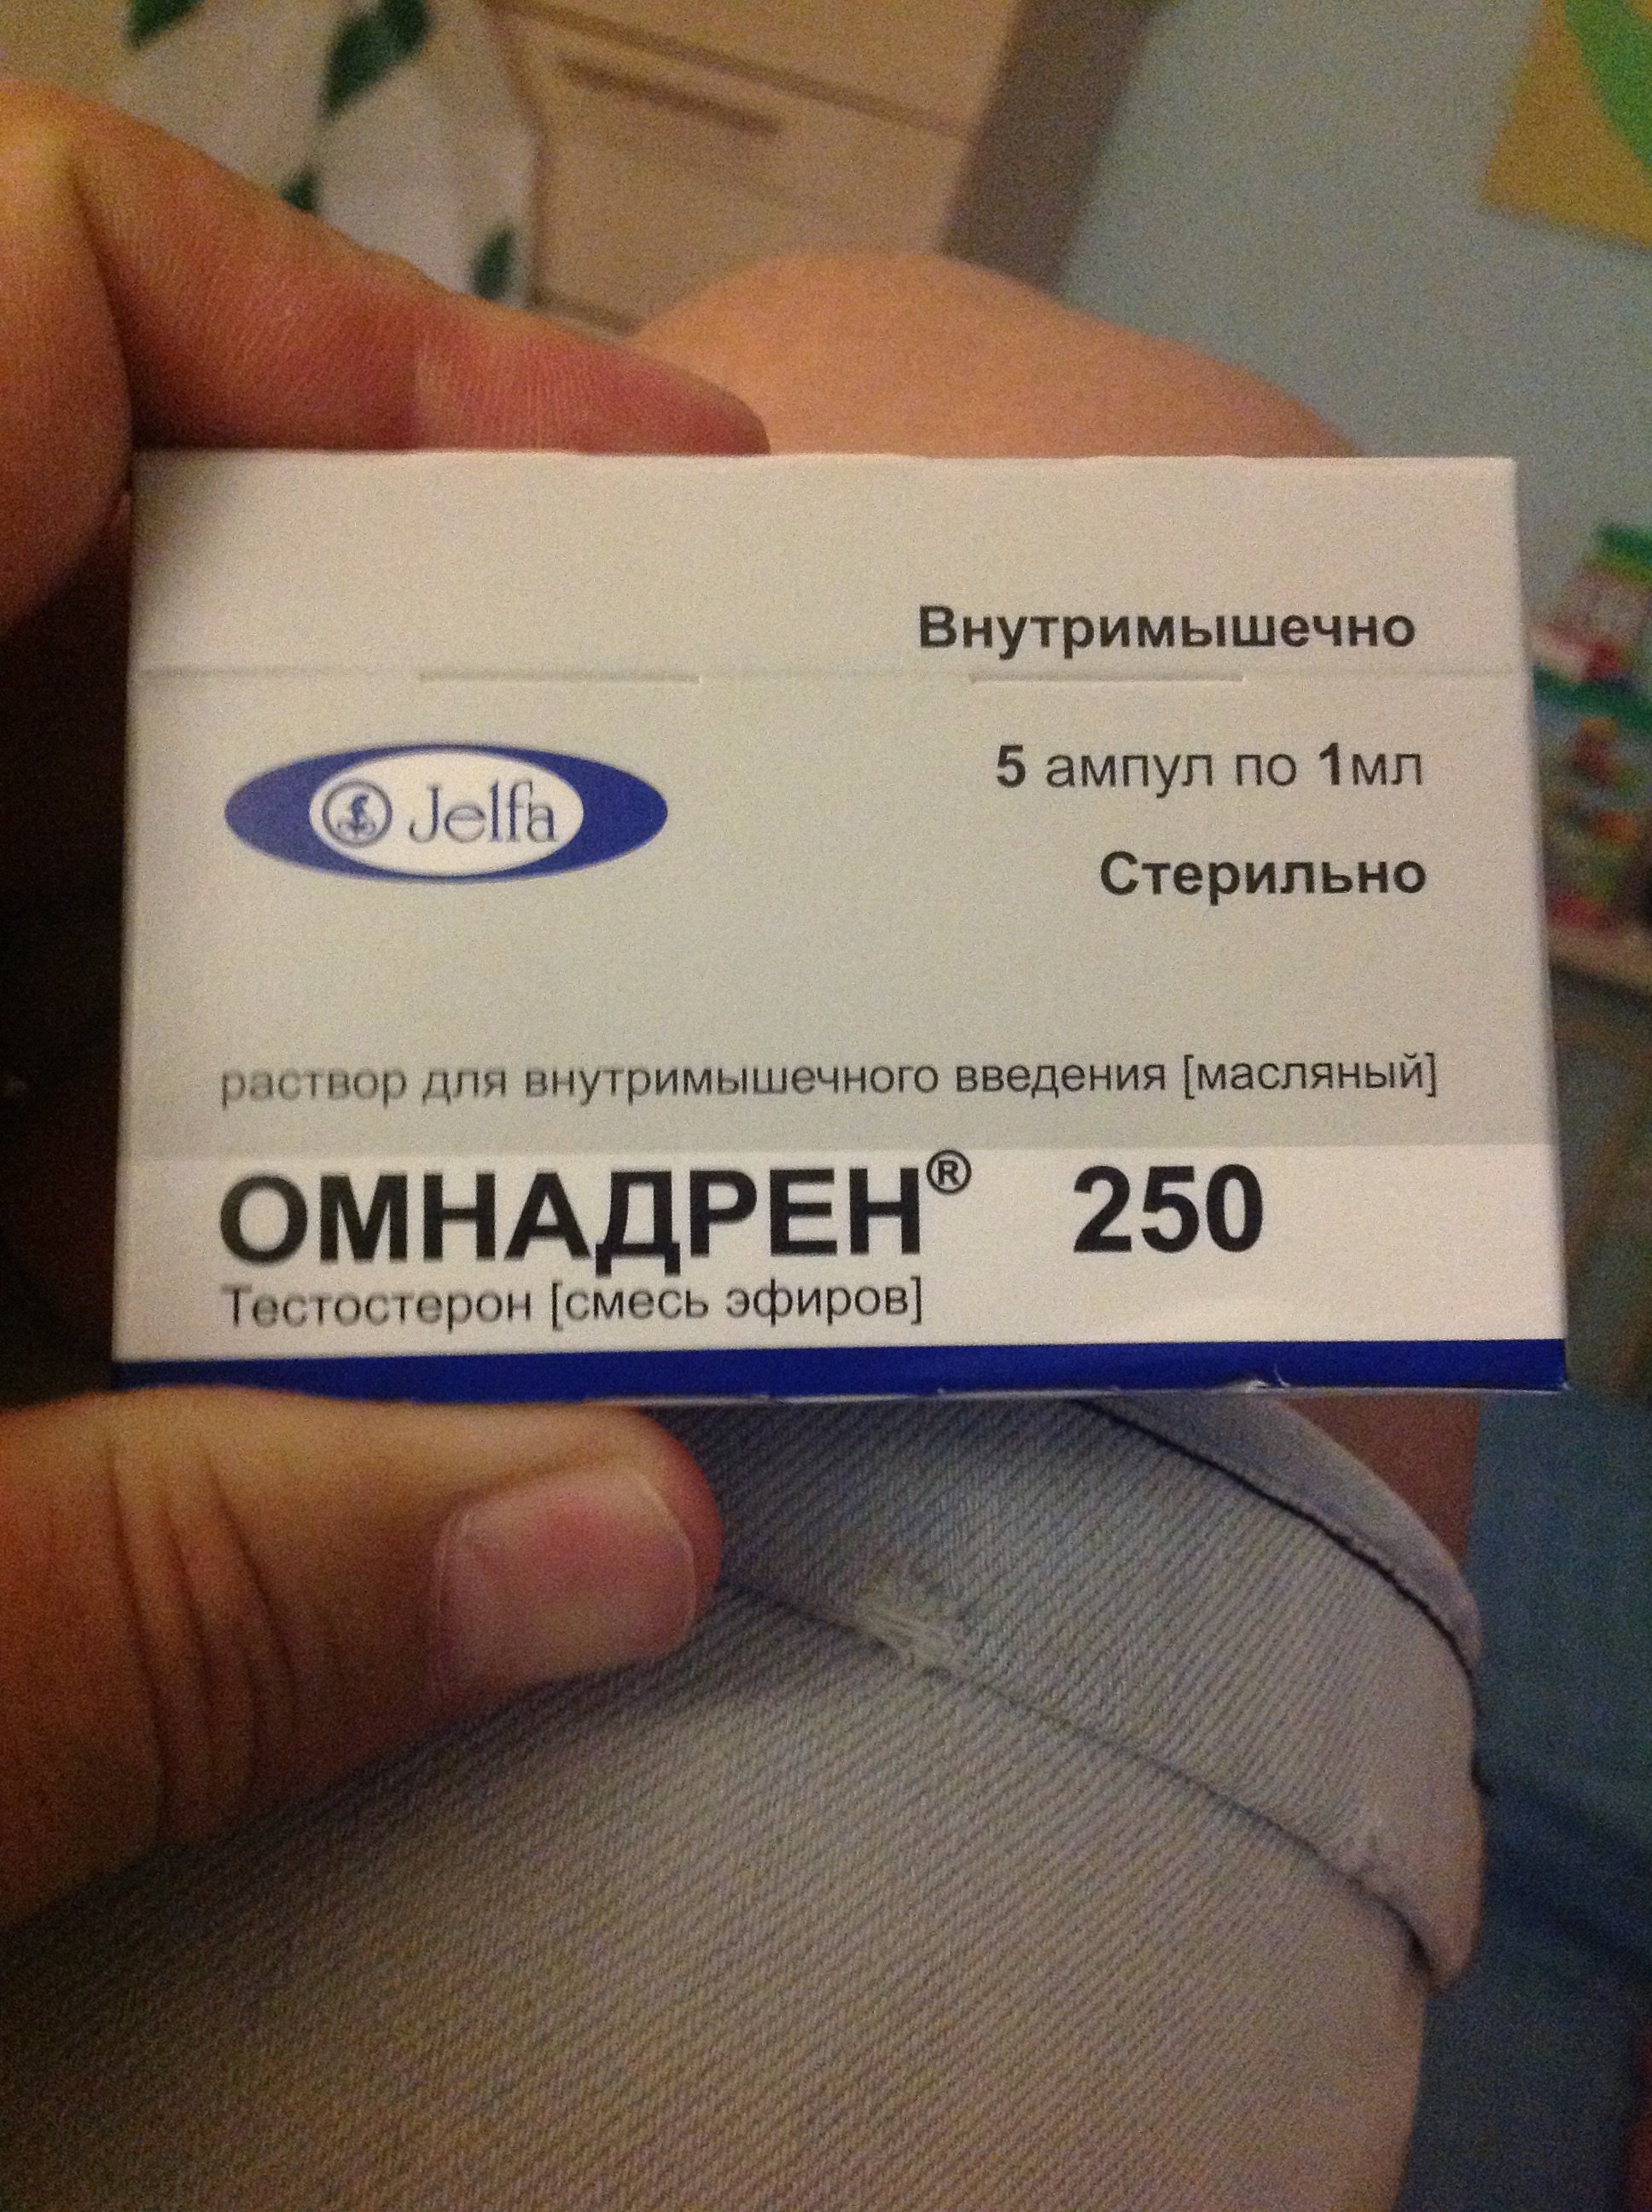 Внутримышечно
Jelfa
5 ампул по 1мл
Стерильно
раствор для внутримышечного введения [масляный]
ОМНАДРЕН® 250
Тестостерон [смесь эфиров]